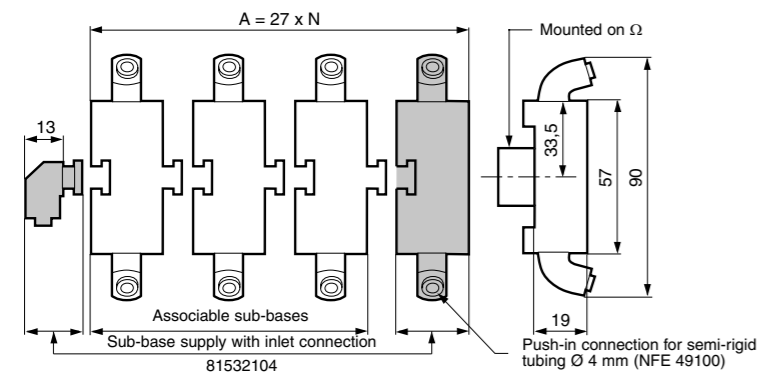 A = 27 x N
Mounted on Ω
13
33,5
57
90
19
Associable sub-bases
Sub-base supply with inlet connection
81532104
Push-in connection for semi-rigid
tubing Ø 4 mm (NFE 49100)